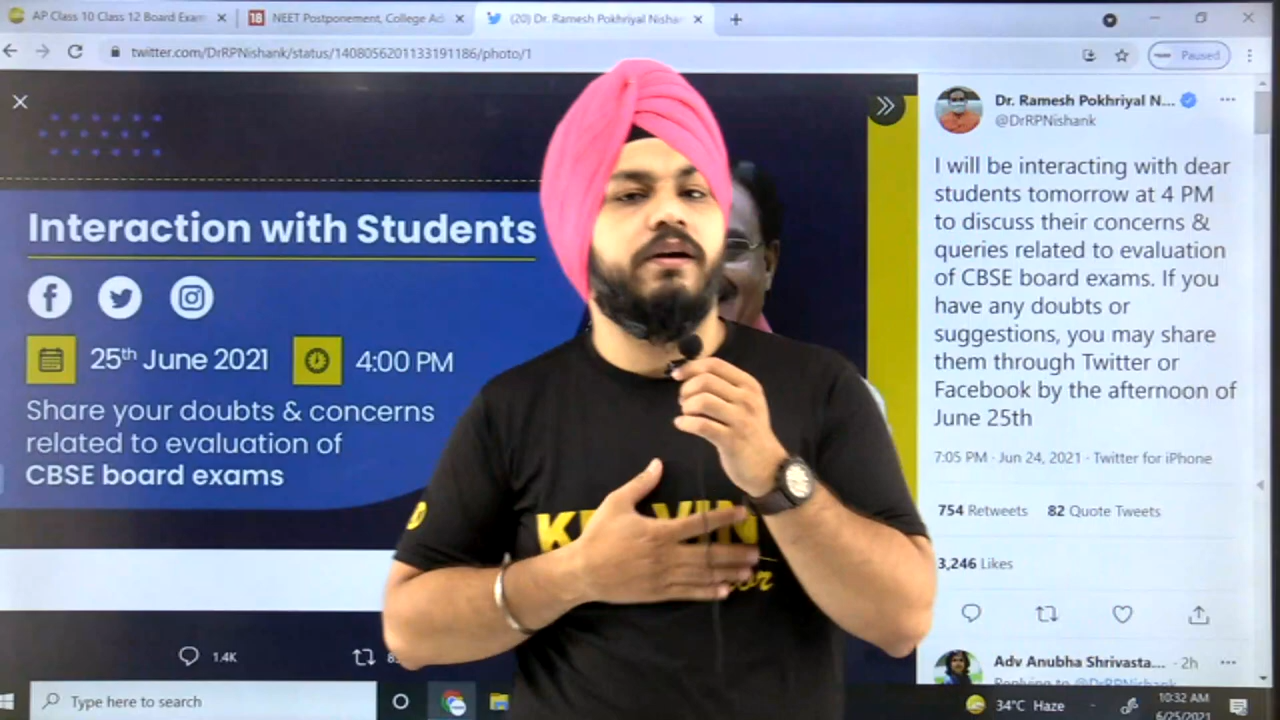 AP Class 10 Class 12 Board Exam
18 NEET Postponement, College Ad
(20) Dr. Ramesh Pokhriyal Nisha
twitter.com/DrRPNishank/status/1408056201133191186/photo/1
Paused
Interaction with Students
25th June 2021
4:00 PM
Share your doubts & concerns
related to evaluation of
CBSE board exams
1.4K
Dr. Ramesh Pokhriyal N...
@DrRPNishank
I will be interacting with dear
students tomorrow at 4 PM
to discuss their concerns &
queries related to evaluation
of CBSE board exams. If you
have any doubts or
suggestions, you may share
them through Twitter or
Facebook by the afternoon of
June 25th
7:05 PM · Jun 24, 2021 · Twitter for iPhone
754 Retweets 82 Quote Tweets
3,246 Likes
Adv Anubha Shrivasta... · 2h
Replying to @DrRPNishank
Type here to search
34°C Haze
10:32 AM
6/25/2021